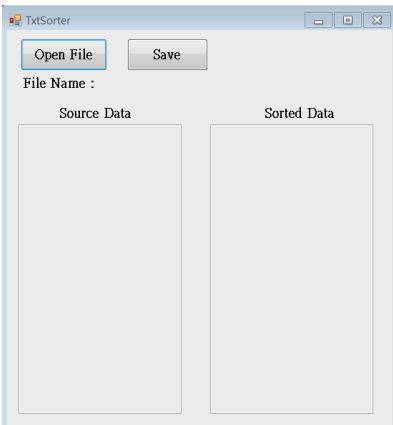 TxtSorter
Open File Save
File Name :
Source Data Sorted Data